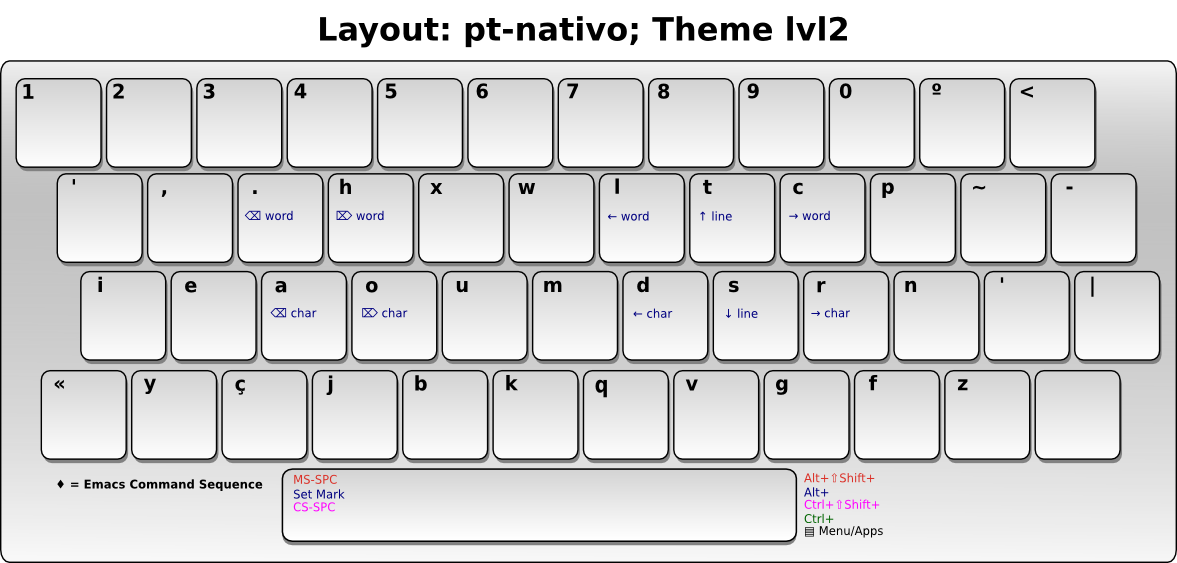 Layout: pt-nativo; Theme lvl2
1 2 3 4 5 6 7 8 9 0 º <
' , . h x w l t c p ~ -
⌫ word ⌦ word ← word ↑ line → word
i e a o u m d s r n ' |
⌫ char ⌦ char ← char ↓ line → char
« y ç j b k q v g f z
♦ = Emacs Command Sequence
MS-SPC
Set Mark
CS-SPC
Alt+⇧Shift+
Alt+
Ctrl+⇧Shift+
Ctrl+
▤ Menu/Apps